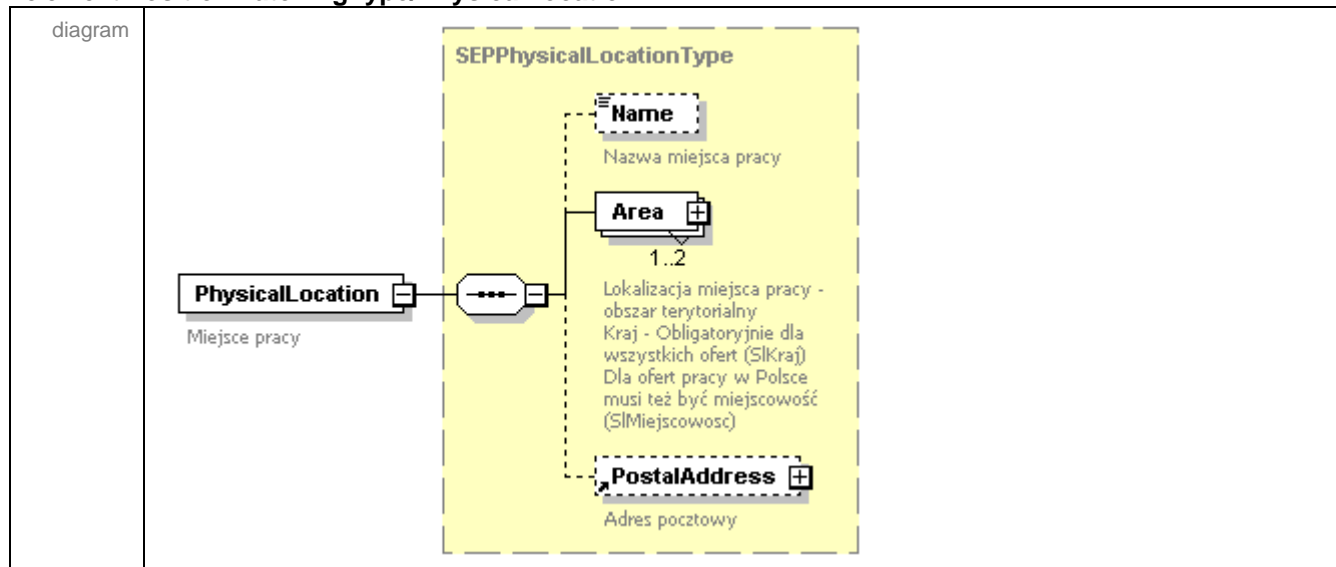 diagram
SEPPhysicalLocationType
Name
Nazwa miejsca pracy
Area
1..2
Lokalizacja miejsca pracy -
obszar terytorialny
Kraj - Obligatoryjnie dla
wszystkich ofert (SlKraj)
Dla ofert pracy w Polsce
musi też być miejscowość
(SlMiejscowosc)
PhysicalLocation
Miejsce pracy
PostalAddress
Adres pocztowy